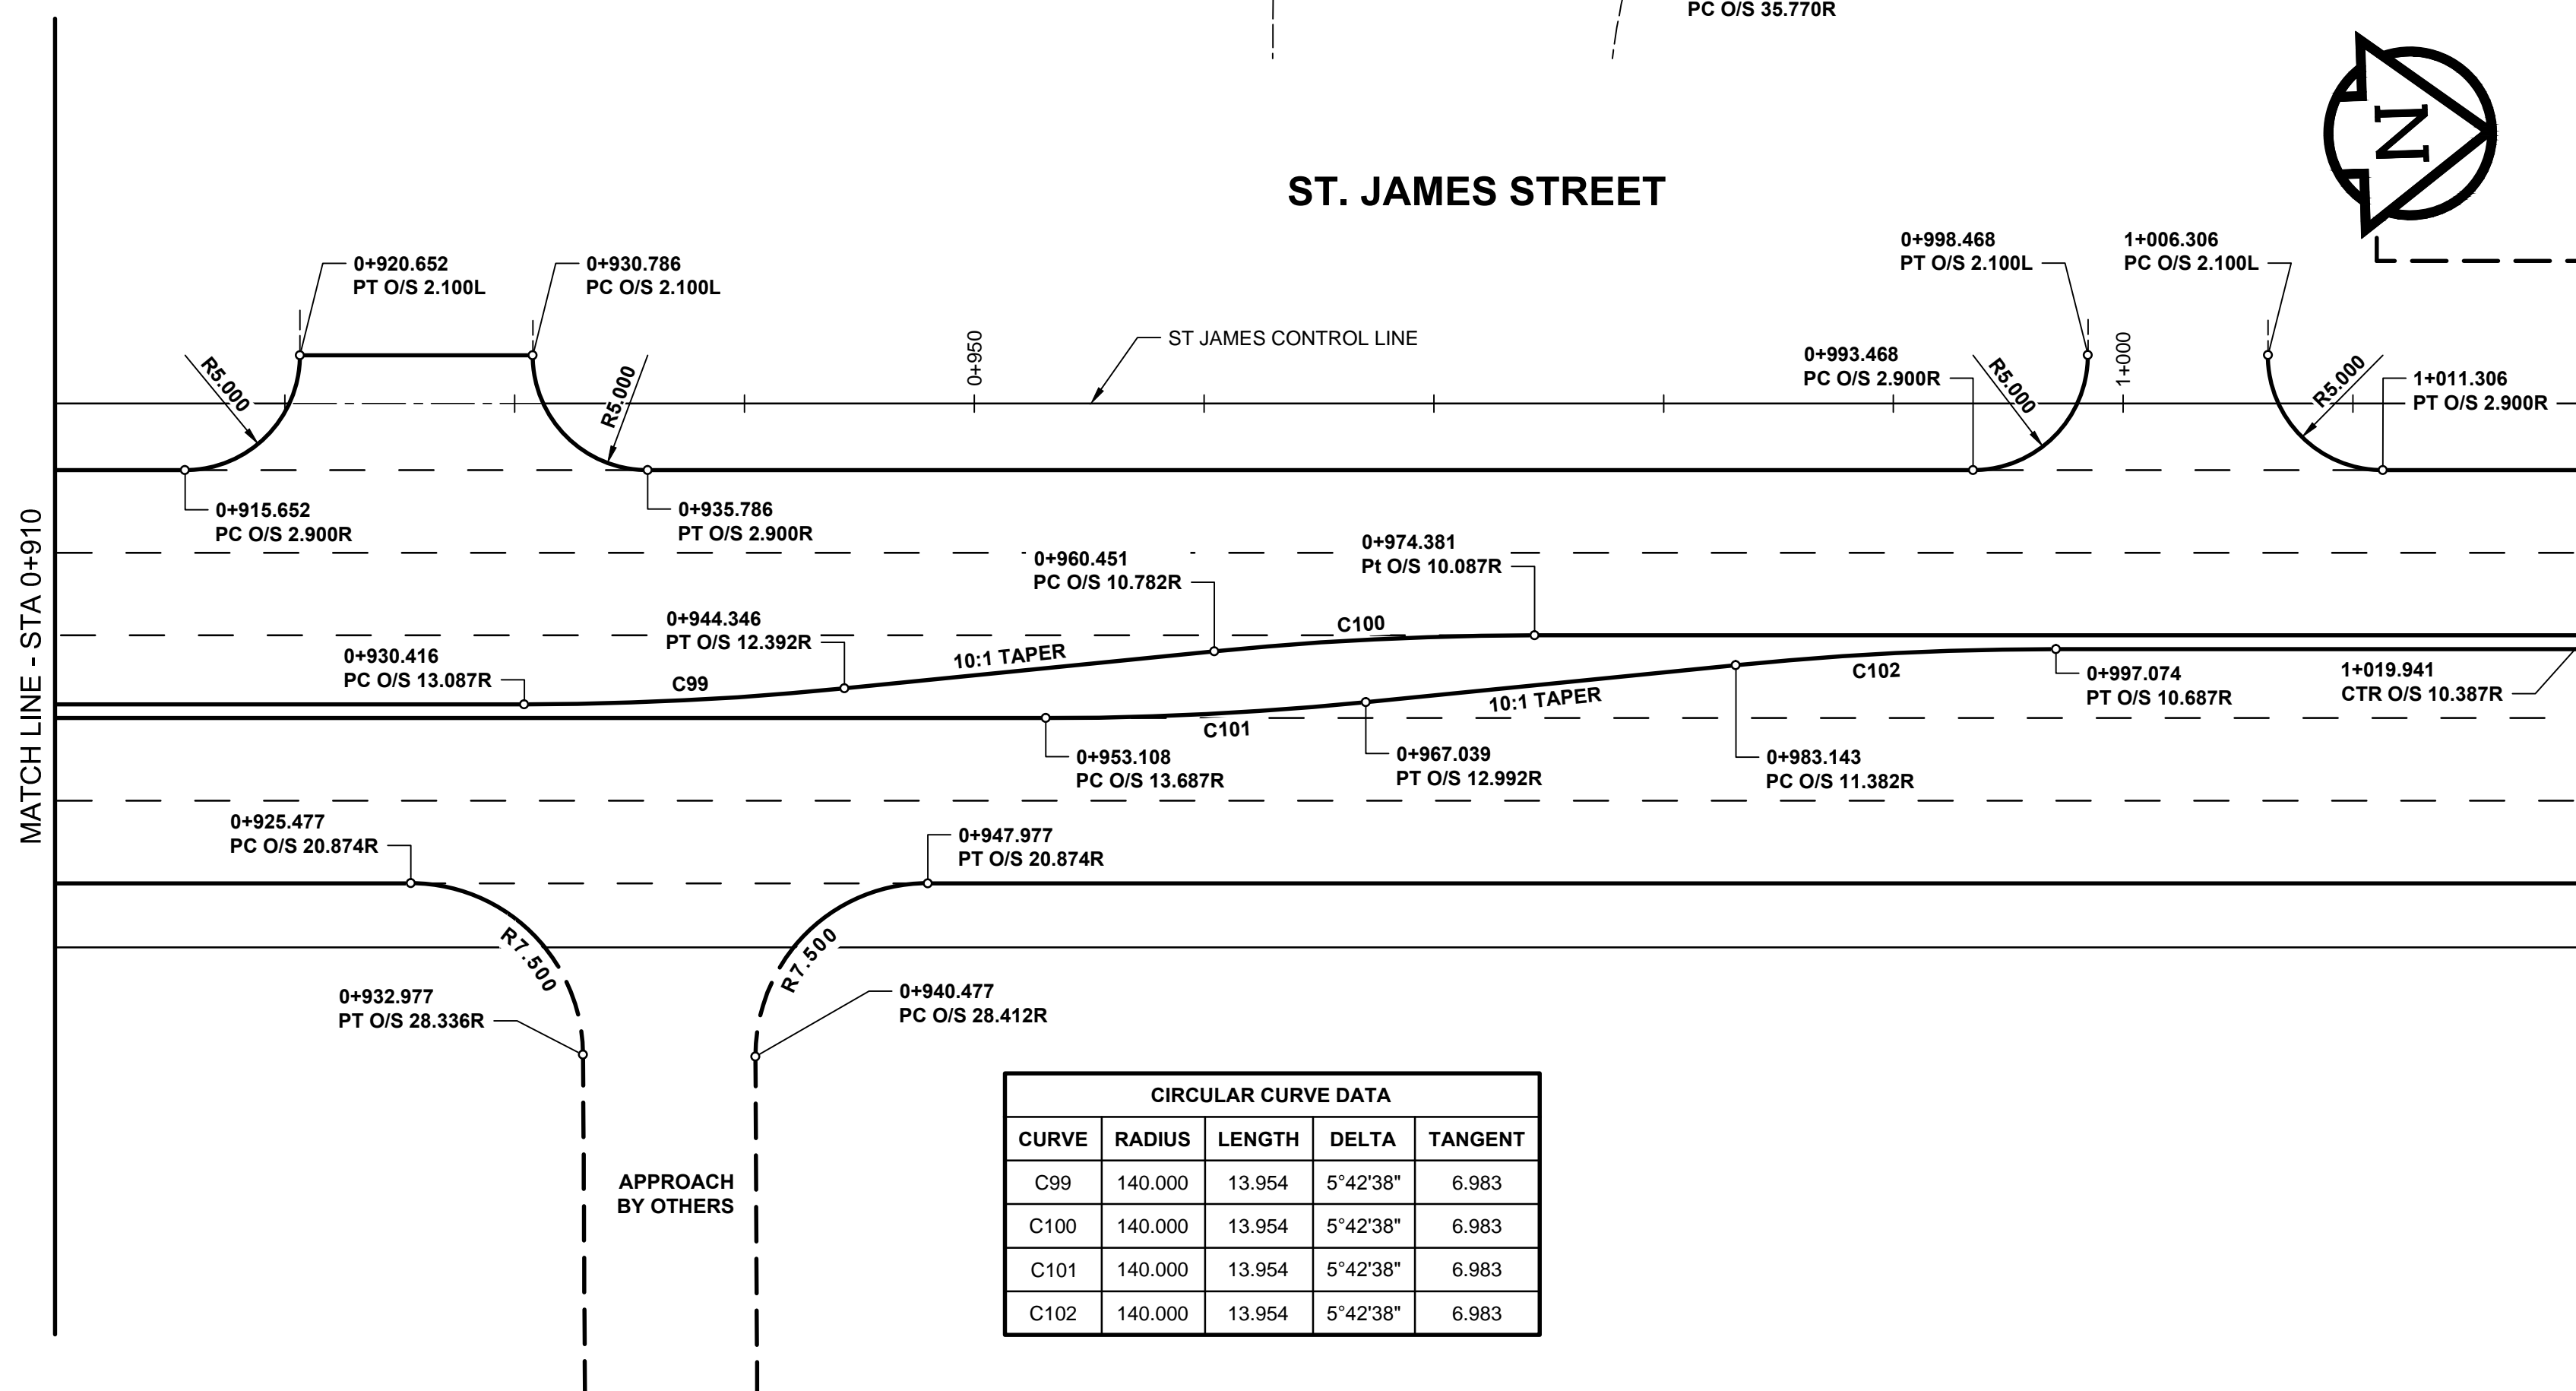 PC O/S 35.770R
N
ST. JAMES STREET
0+920.652
PT O/S 2.100L
0+930.786
PC O/S 2.100L
0+998.468
PT O/S 2.100L
1+006.306
PC O/S 2.100L
ST JAMES CONTROL LINE
0+950
1+000
R5.000
R5.000
0+993.468
PC O/S 2.900R
R5.000
R5.000
1+011.306
PT O/S 2.900R
0+915.652
PC O/S 2.900R
0+935.786
PT O/S 2.900R
MATCH LINE - STA 0+910
0+960.451
PC O/S 10.782R
0+974.381
Pt O/S 10.087R
0+944.346
PT O/S 12.392R
C100
0+930.416
PC O/S 13.087R
C99
10:1 TAPER
C102
0+997.074
PT O/S 10.687R
1+019.941
CTR O/S 10.387R
C101
10:1 TAPER
0+953.108
PC O/S 13.687R
0+967.039
PT O/S 12.992R
0+983.143
PC O/S 11.382R
0+925.477
PC O/S 20.874R
0+947.977
PT O/S 20.874R
R7.500
R7.500
0+932.977
PT O/S 28.336R
0+940.477
PC O/S 28.412R
APPROACH
BY OTHERS
CIRCULAR CURVE DATA
CURVE RADIUS LENGTH DELTA TANGENT
C99 140.000 13.954 5°42'38" 6.983
C100 140.000 13.954 5°42'38" 6.983
C101 140.000 13.954 5°42'38" 6.983
C102 140.000 13.954 5°42'38" 6.983